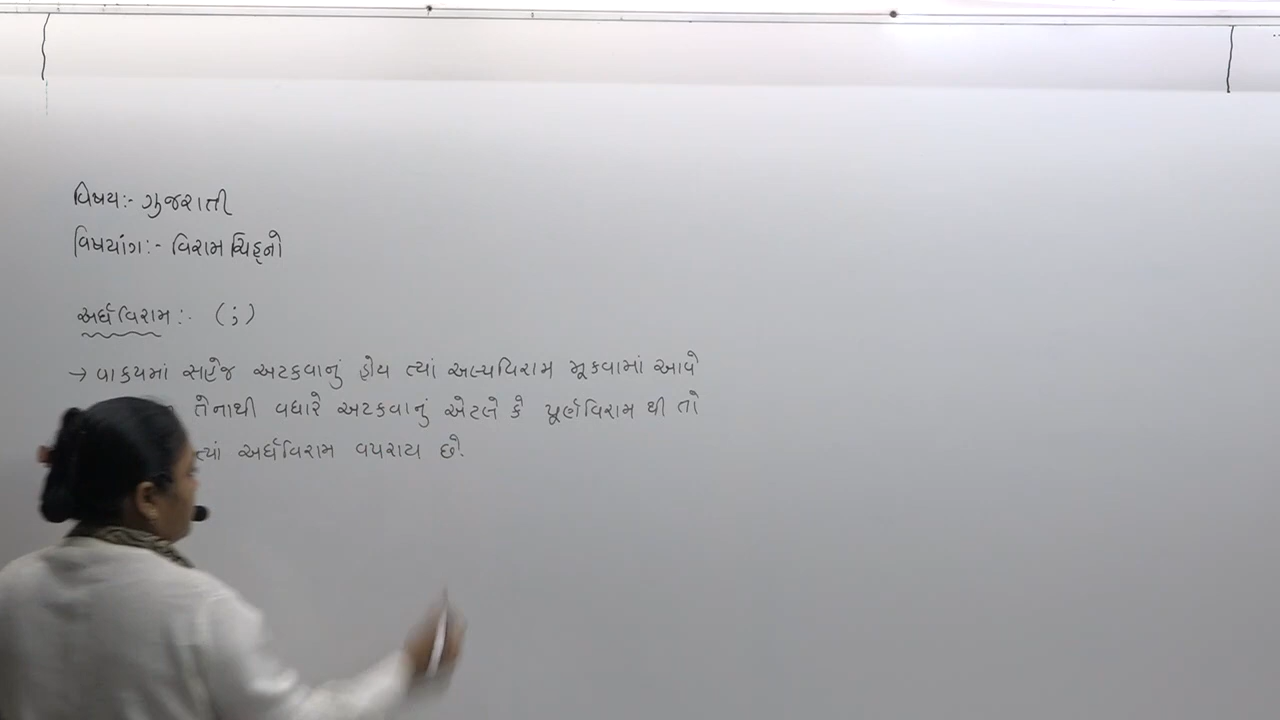 વિષય:- ગુજરાતી
વિષયાંગ:- વિરામ ચિહ્નો
અર્ધવિરામ:- (;)
→ વાક્યમાં સહેજ અટકવાનું હોય ત્યાં અલ્પવિરામ મૂકવામાં આવે
તેનાથી વધારે અટકવાનું એટલે કે પૂર્ણવિરામ થી તો
ત્યાં અર્ધવિરામ વપરાય છે.